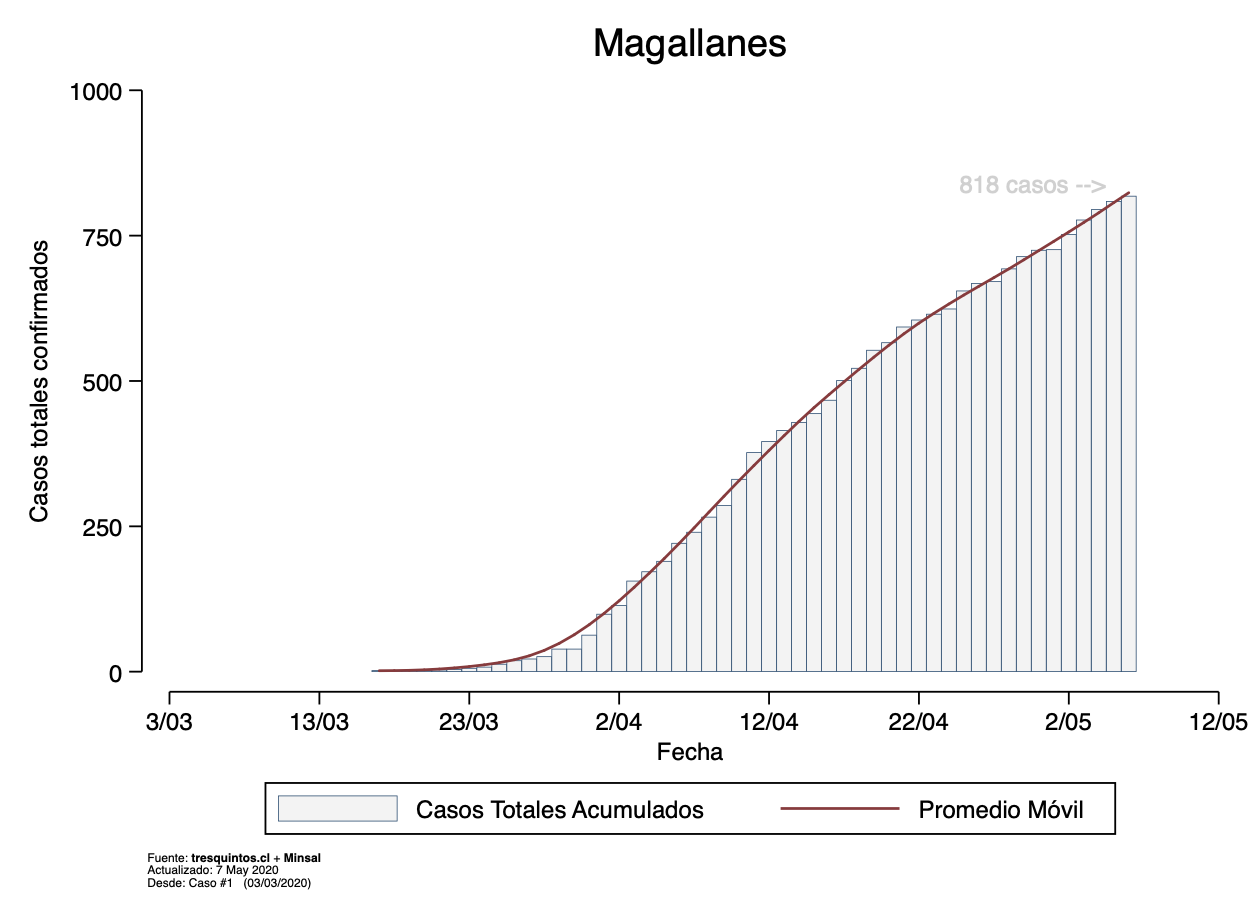 Magallanes
1000
818 casos -->
750
500
250
0
Casos totales confirmados
3/03 13/03 23/03 2/04 12/04 22/04 2/05 12/05
Fecha
Casos Totales Acumulados Promedio Móvil
Fuente: tresquintos.cl + Minsal
Actualizado: 7 May 2020
Desde: Caso #1 (03/03/2020)